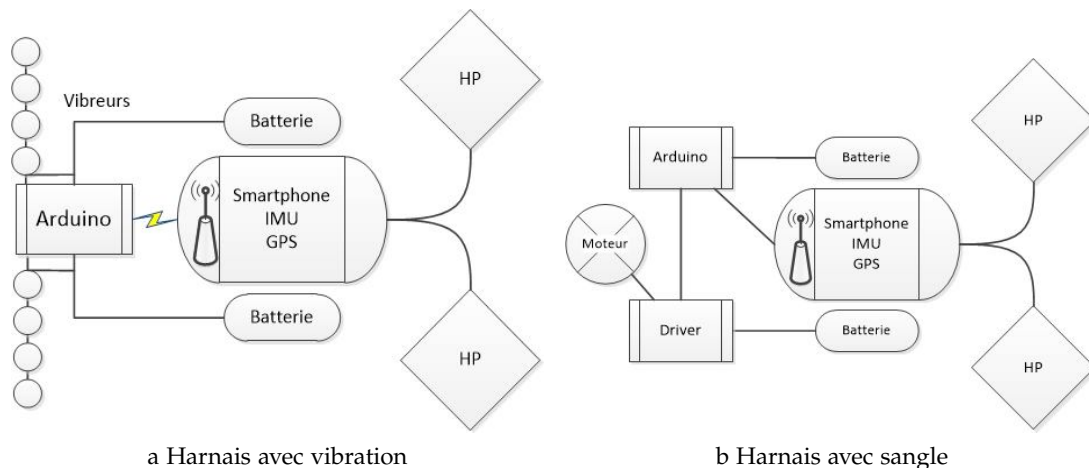 HP
Vibreurs
Batterie
Arduino
Smartphone
IMU
GPS
Batterie
HP
a Harnais avec vibration
HP
Arduino
Batterie
Moteur
Smartphone
IMU
GPS
Driver
Batterie
HP
b Harnais avec sangle